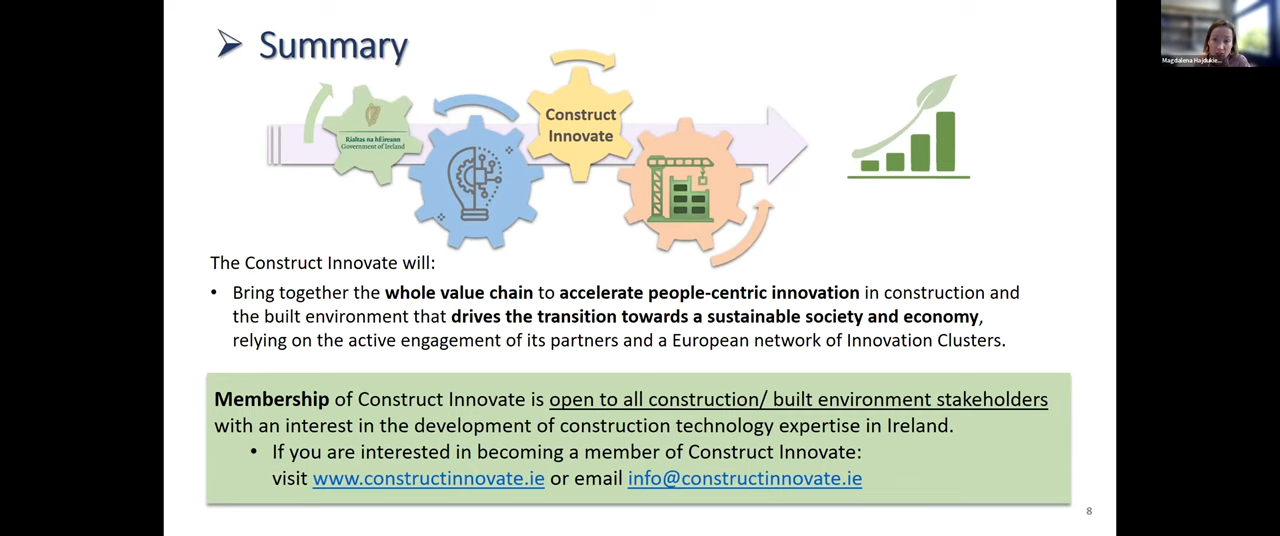 Summary
Magdalena Hajdukie...
Construct
Innovate
Rialtas na hÉireann
Government of Ireland
The Construct Innovate will:
• Bring together the whole value chain to accelerate people-centric innovation in construction and
the built environment that drives the transition towards a sustainable society and economy,
relying on the active engagement of its partners and a European network of Innovation Clusters.
Membership of Construct Innovate is open to all construction/ built environment stakeholders
with an interest in the development of construction technology expertise in Ireland.
• If you are interested in becoming a member of Construct Innovate:
visit www.constructinnovate.ie or email info@constructinnovate.ie
8